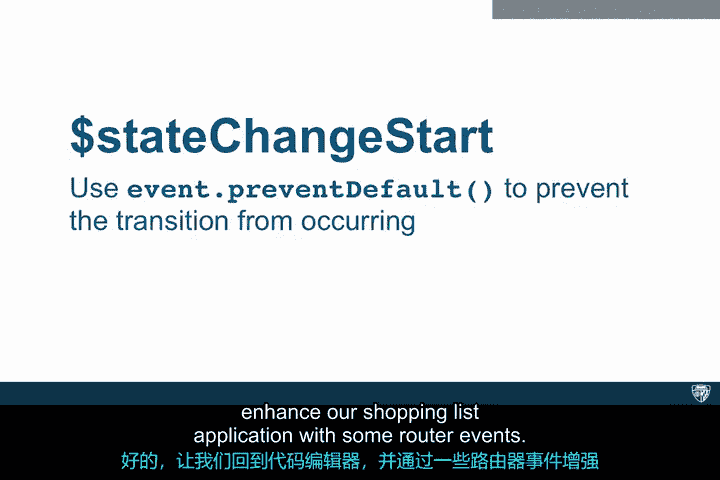 $stateChangeStart
Use event.preventDefault() to prevent
the transition from occurring
enhance our shopping list
application with some router events.
好的，让我们回到代码编辑器，并通过一些路由器事件增强